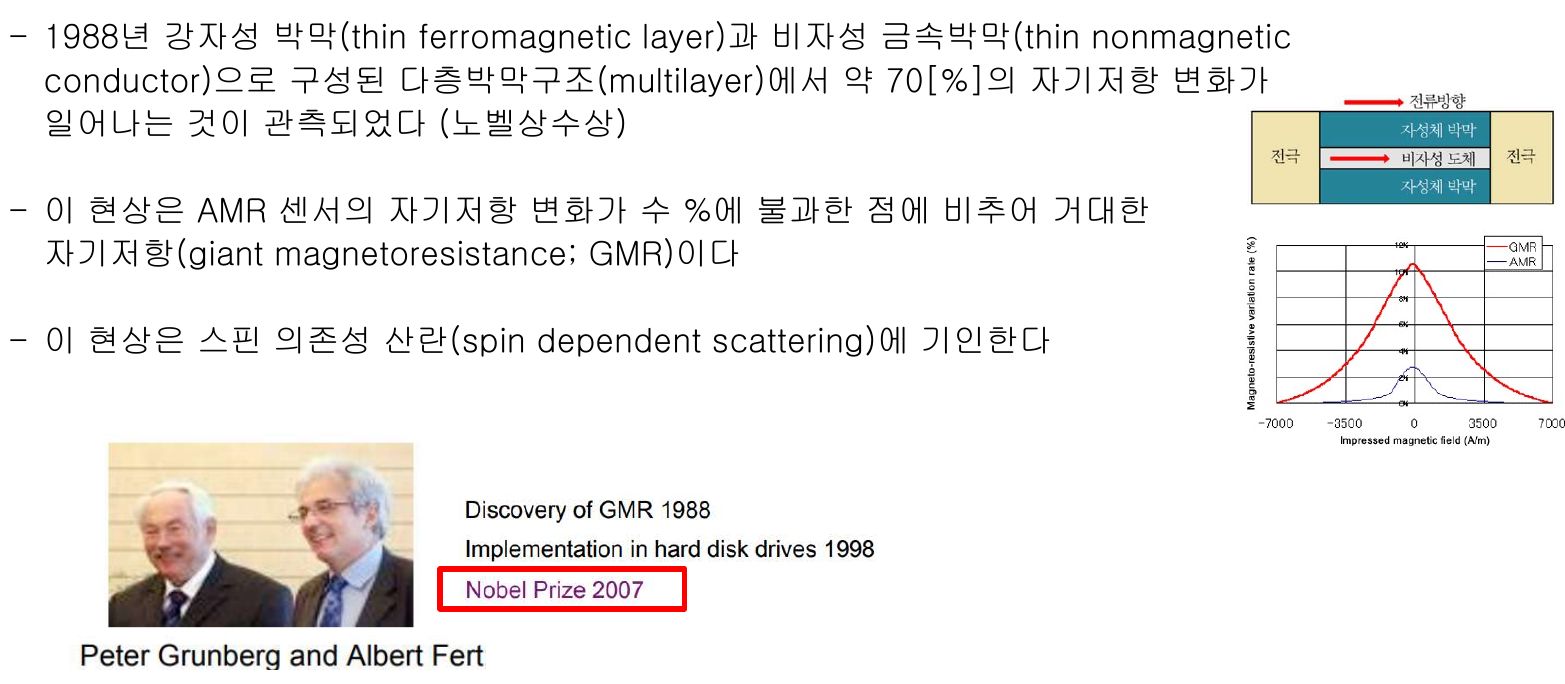 - 1988년 강자성 박막(thin ferromagnetic layer)과 비자성 금속박막(thin nonmagnetic
conductor)으로 구성된 다층박막구조(multilayer)에서 약 70[%]의 자기저항 변화가
일어나는 것이 관측되었다 (노벨상수상)
- 이 현상은 AMR 센서의 자기저항 변화가 수 %에 불과한 점에 비추어 거대한
자기저항(giant magnetoresistance; GMR)이다
- 이 현상은 스핀 의존성 산란(spin dependent scattering)에 기인한다
전류방향
자성체 박막
전극
비자성 도체
전극
자성체 박막
Magneto-resistive variation rate (%)
12%
10%
8%
6%
4%
2%
0%
GMR
AMR
-7000 -3500 0 3500 7000
Impressed magnetic field (A/m)
Discovery of GMR 1988
Implementation in hard disk drives 1998
Nobel Prize 2007
Peter Grunberg and Albert Fert